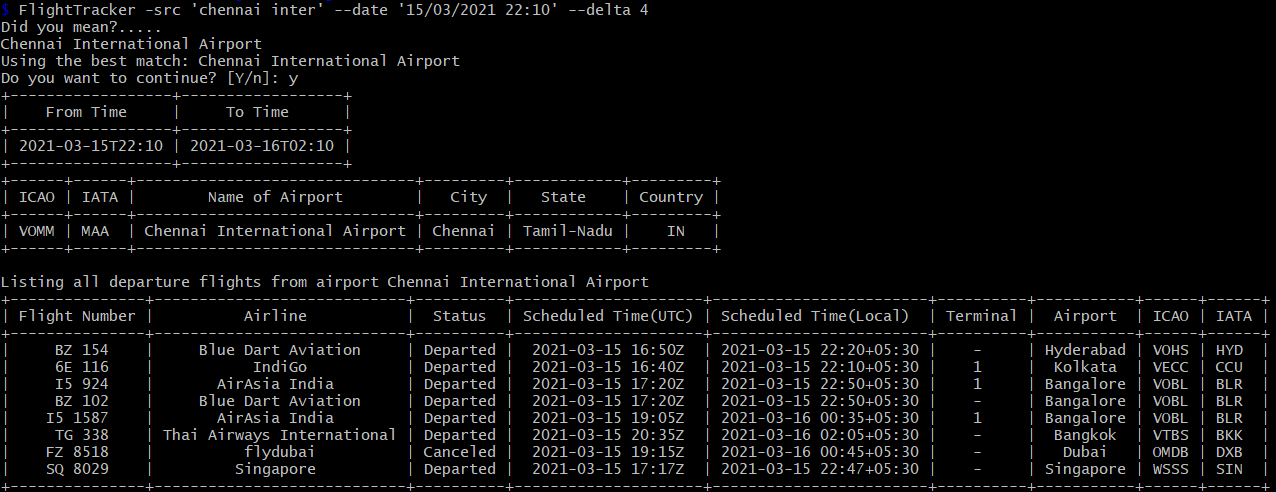 $ FlightTracker -src 'chennai inter' --date '15/03/2021 22:10' --delta 4
Did you mean?.....
Chennai International Airport
Using the best match: Chennai International Airport
Do you want to continue? [Y/n]: y
+------------------+------------------+
|    From Time     |     To Time      |
+------------------+------------------+
| 2021-03-15T22:10 | 2021-03-16T02:10 |
+------------------+------------------+
+------+------+-------------------------------+---------+------------+---------+
| ICAO | IATA |        Name of Airport        |  City   |   State    | Country |
+------+------+-------------------------------+---------+------------+---------+
| VOMM | MAA  | Chennai International Airport | Chennai | Tamil-Nadu |   IN    |
+------+------+-------------------------------+---------+------------+---------+
Listing all departure flights from airport Chennai International Airport
+---------------+----------------------------+----------+---------------------+------------------------+----------+-----------+------+------+
| Flight Number |          Airline           |  Status  | Scheduled Time(UTC) | Scheduled Time(Local)  | Terminal |  Airport  | ICAO | IATA |
+---------------+----------------------------+----------+---------------------+------------------------+----------+-----------+------+------+
|     BZ 154    |     Blue Dart Aviation     | Departed |  2021-03-15 16:50Z  | 2021-03-15 22:20+05:30 |    -     | Hyderabad | VOHS | HYD  |
|     6E 116    |           IndiGo           | Departed |  2021-03-15 16:40Z  | 2021-03-15 22:10+05:30 |    1     |  Kolkata  | VECC | CCU  |
|     I5 924    |       AirAsia India        | Departed |  2021-03-15 17:20Z  | 2021-03-15 22:50+05:30 |    1     | Bangalore | VOBL | BLR  |
|     BZ 102    |     Blue Dart Aviation     | Departed |  2021-03-15 17:20Z  | 2021-03-15 22:50+05:30 |    -     | Bangalore | VOBL | BLR  |
|    I5 1587    |       AirAsia India        | Departed |  2021-03-15 19:05Z  | 2021-03-16 00:35+05:30 |    1     | Bangalore | VOBL | BLR  |
|     TG 338    | Thai Airways International | Departed |  2021-03-15 20:35Z  | 2021-03-16 02:05+05:30 |    -     |  Bangkok  | VTBS | BKK  |
|    FZ 8518    |          flydubai          | Canceled |  2021-03-15 19:15Z  | 2021-03-16 00:45+05:30 |    -     |   Dubai   | OMDB | DXB  |
|    SQ 8029    |         Singapore          | Departed |  2021-03-15 17:17Z  | 2021-03-15 22:47+05:30 |    -     | Singapore | WSSS | SIN  |
+---------------+----------------------------+----------+---------------------+------------------------+----------+-----------+------+------+